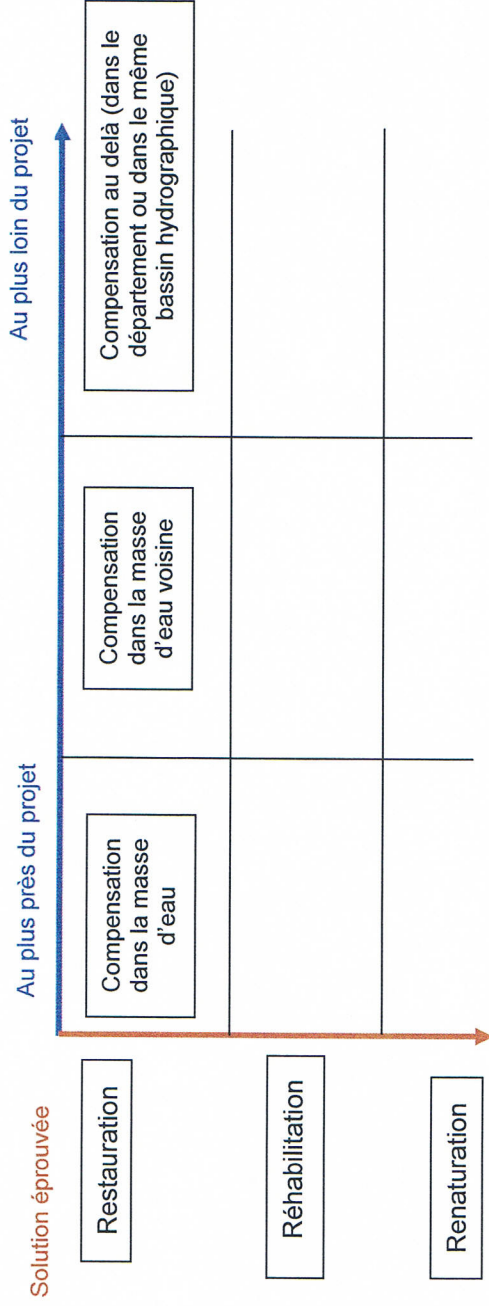 Au plus près du projet
Au plus loin du projet
Solution éprouvée
Restauration
Compensation
dans la masse
d'eau
Compensation
dans la masse
d'eau voisine
Compensation au delà (dans le
département ou dans le même
bassin hydrographique)
Réhabilitation
Renaturation